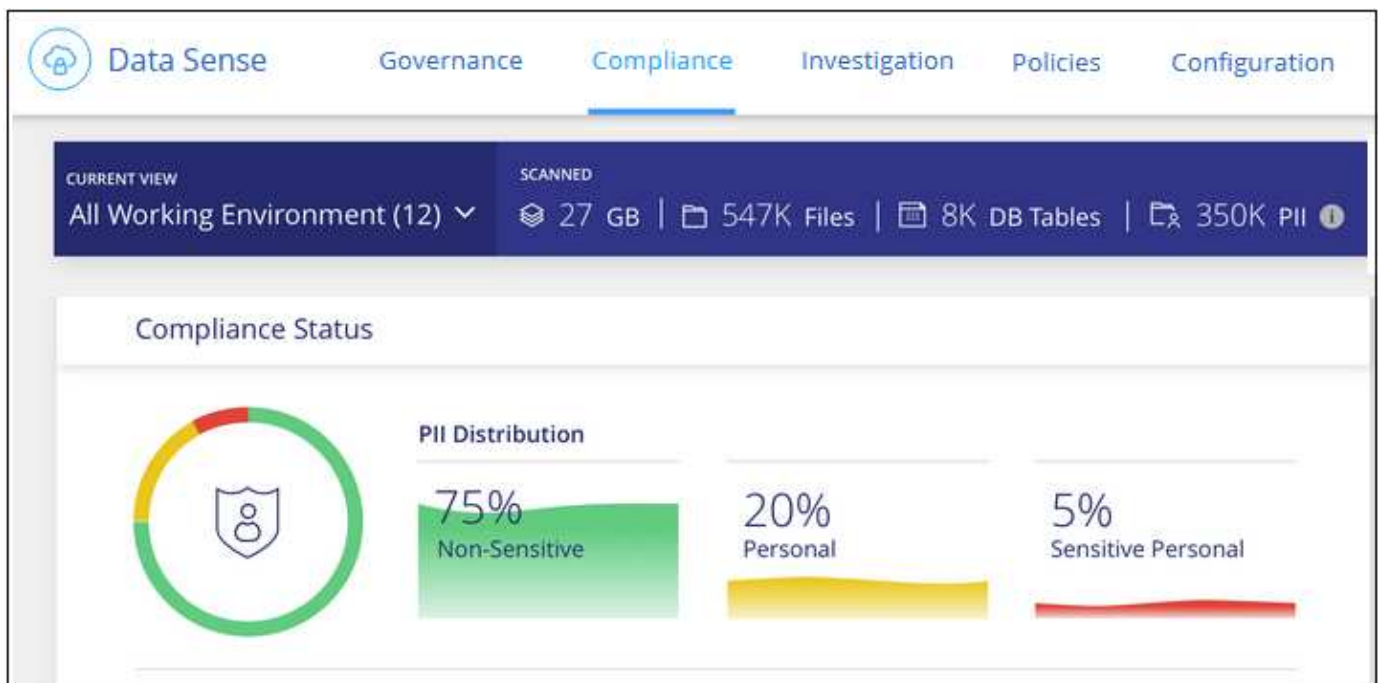 Data Sense Governance Compliance Investigation Policies Configuration
CURRENT VIEW
All Working Environment (12)
SCANNED
27 GB | 547K Files | 8K DB Tables | 350K PII i
Compliance Status
PII Distribution
75%
Non-Sensitive
20%
Personal
5%
Sensitive Personal